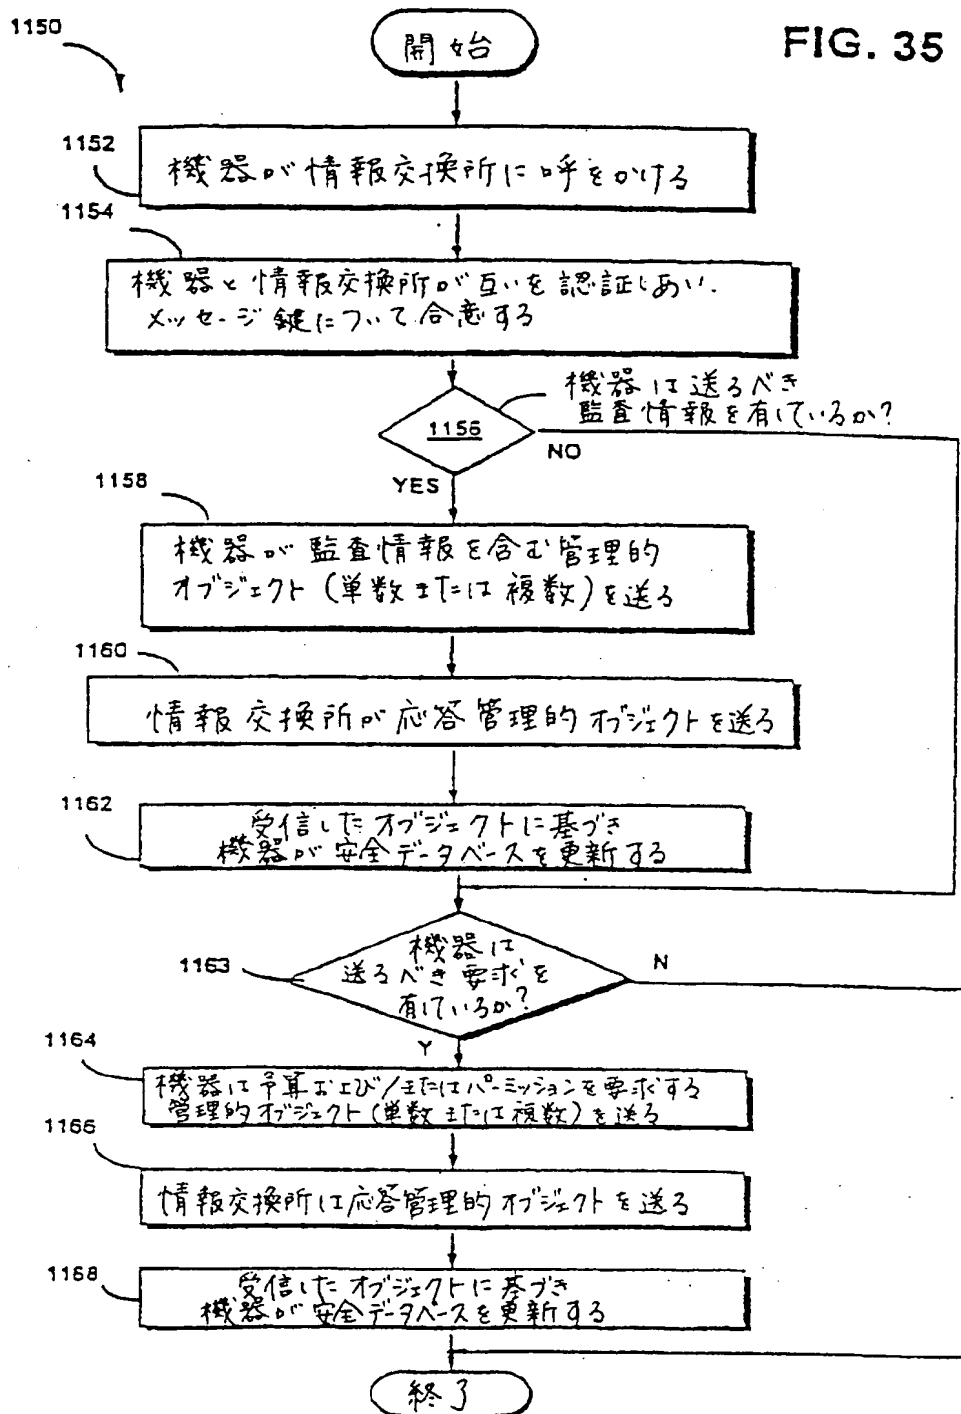 1150
FIG. 35
開始
1152
機器が情報交換所に呼をかける
1154
機器と情報交換所が互いを認証しあい、
メッセージ鍵について合意する
機器は送るべき
監査情報を有しているか?
1156
NO
YES
1158
機器が監査情報を含む管理的
オブジェクト(単数または複数)を送る
1160
情報交換所が応答管理的オブジェクトを送る
1162
受信したオブジェクトに基づき
機器が安全データベースを更新する
機器は
送るべき要求を
有しているか?
1163
N
Y
1164
機器は予算および/またはパーミッションを要求する
管理的オブジェクト(単数または複数)を送る
1166
情報交換所は応答管理的オブジェクトを送る
1168
受信したオブジェクトに基づき
機器が安全データベースを更新する
終了